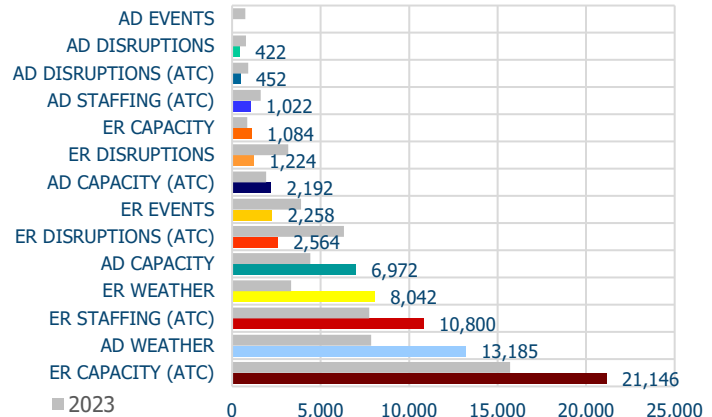 AD EVENTS
AD DISRUPTIONS 422
AD DISRUPTIONS (ATC) 452
AD STAFFING (ATC) 1,022
ER CAPACITY 1,084
ER DISRUPTIONS 1,224
AD CAPACITY (ATC) 2,192
ER EVENTS 2,258
ER DISRUPTIONS (ATC) 2,564
AD CAPACITY 6,972
ER WEATHER 8,042
ER STAFFING (ATC) 10,800
AD WEATHER 13,185
ER CAPACITY (ATC) 21,146
2023 0 5.000 10.000 15.000 20.000 25.000